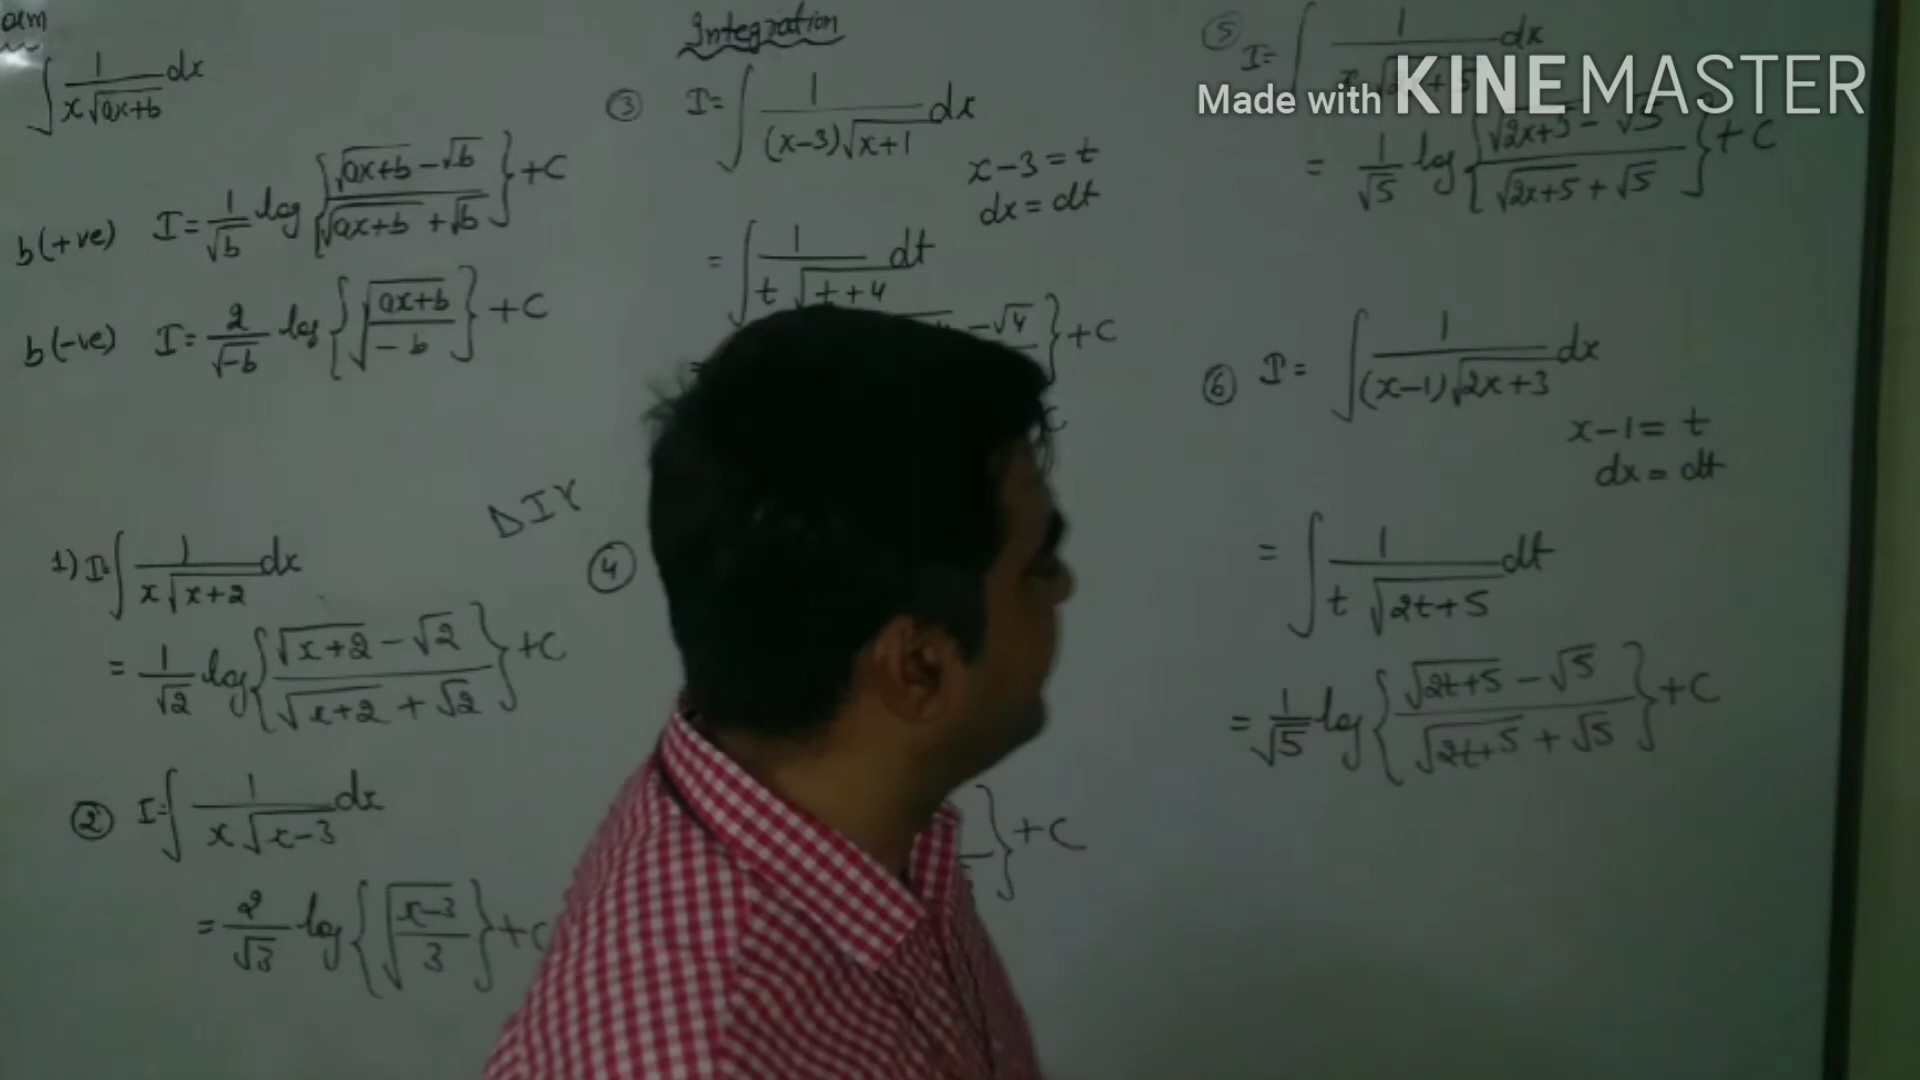 ∫ 1/(x√(ax+b)) dx
b(+ve) I = 1/√b log {(√(ax+b) - √b)/(√(ax+b) + √b)} + C
b(-ve) I = 2/√-b log {√((ax+b)/(-b))} + C
DIY
1) I = ∫ 1/(x√(x+2)) dx
= 1/√2 log {(√(x+2) - √2)/(√(x+2) + √2)} + C
② I = ∫ 1/(x√(x-3)) dx
= 2/√3 log {√((x-3)/3)} + C
Integration
③ I = ∫ 1/((x-3)√(x+1)) dx
x-3 = t
dx = dt
= ∫ 1/(t√(t+4)) dt
-√4 } + C
④
} + C
⑤ I = ∫ 1 dx
Made with KINEMASTER
= 1/√5 log {(√(2x+5) - √5)/(√(2x+5) + √5)} + C
⑥ I = ∫ 1/((x-1)√(2x+3)) dx
x-1 = t
dx = dt
= ∫ 1/(t√(2t+5)) dt
= 1/√5 log {(√(2t+5) - √5)/(√(2t+5) + √5)} + C